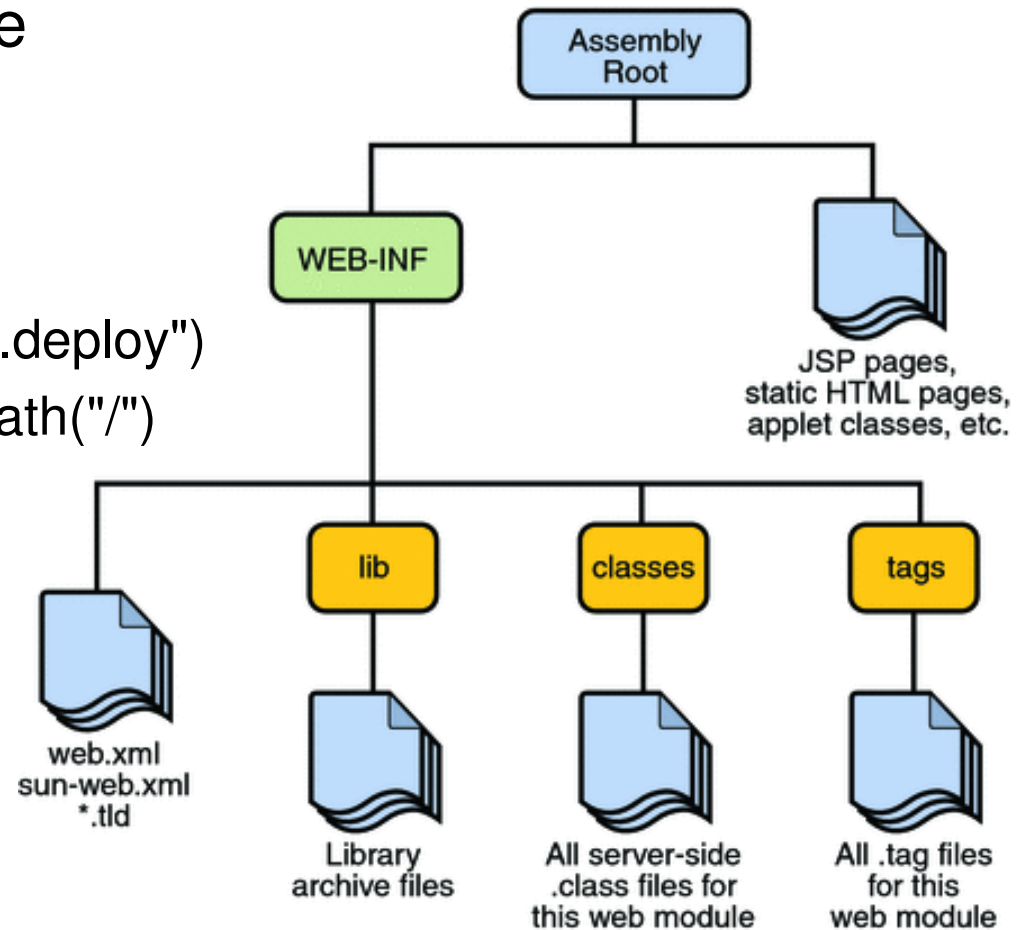 e
Assembly
Root
WEB-INF
.deploy")
ath("/")
JSP pages,
static HTML pages,
applet classes, etc.
lib
classes
tags
web.xml
sun-web.xml
*.tld
Library
archive files
All server-side
.class files for
this web module
All .tag files
for this
web module